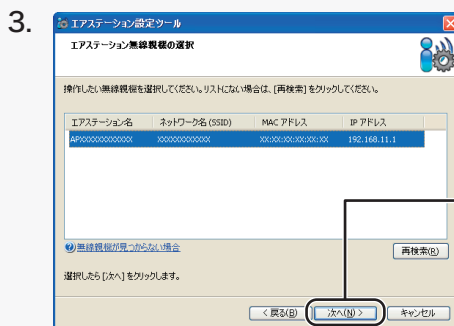 3.
エアステーション設定ツール
エアステーション無線親機の選択
操作したい無線親機を選択してください。リストにない場合は、[再検索]をクリックしてください。
エアステーション名 ネットワーク名(SSID) MACアドレス IPアドレス
APXXXXXXXXXXXX XXXXXXXXXXXX XX:XX:XX:XX:XX:XX 192.168.11.1
無線親機が見つからない場合
再検索(R)
選択したら[次へ]をクリックします。
< 戻る(B) 次へ(N) > キャンセル